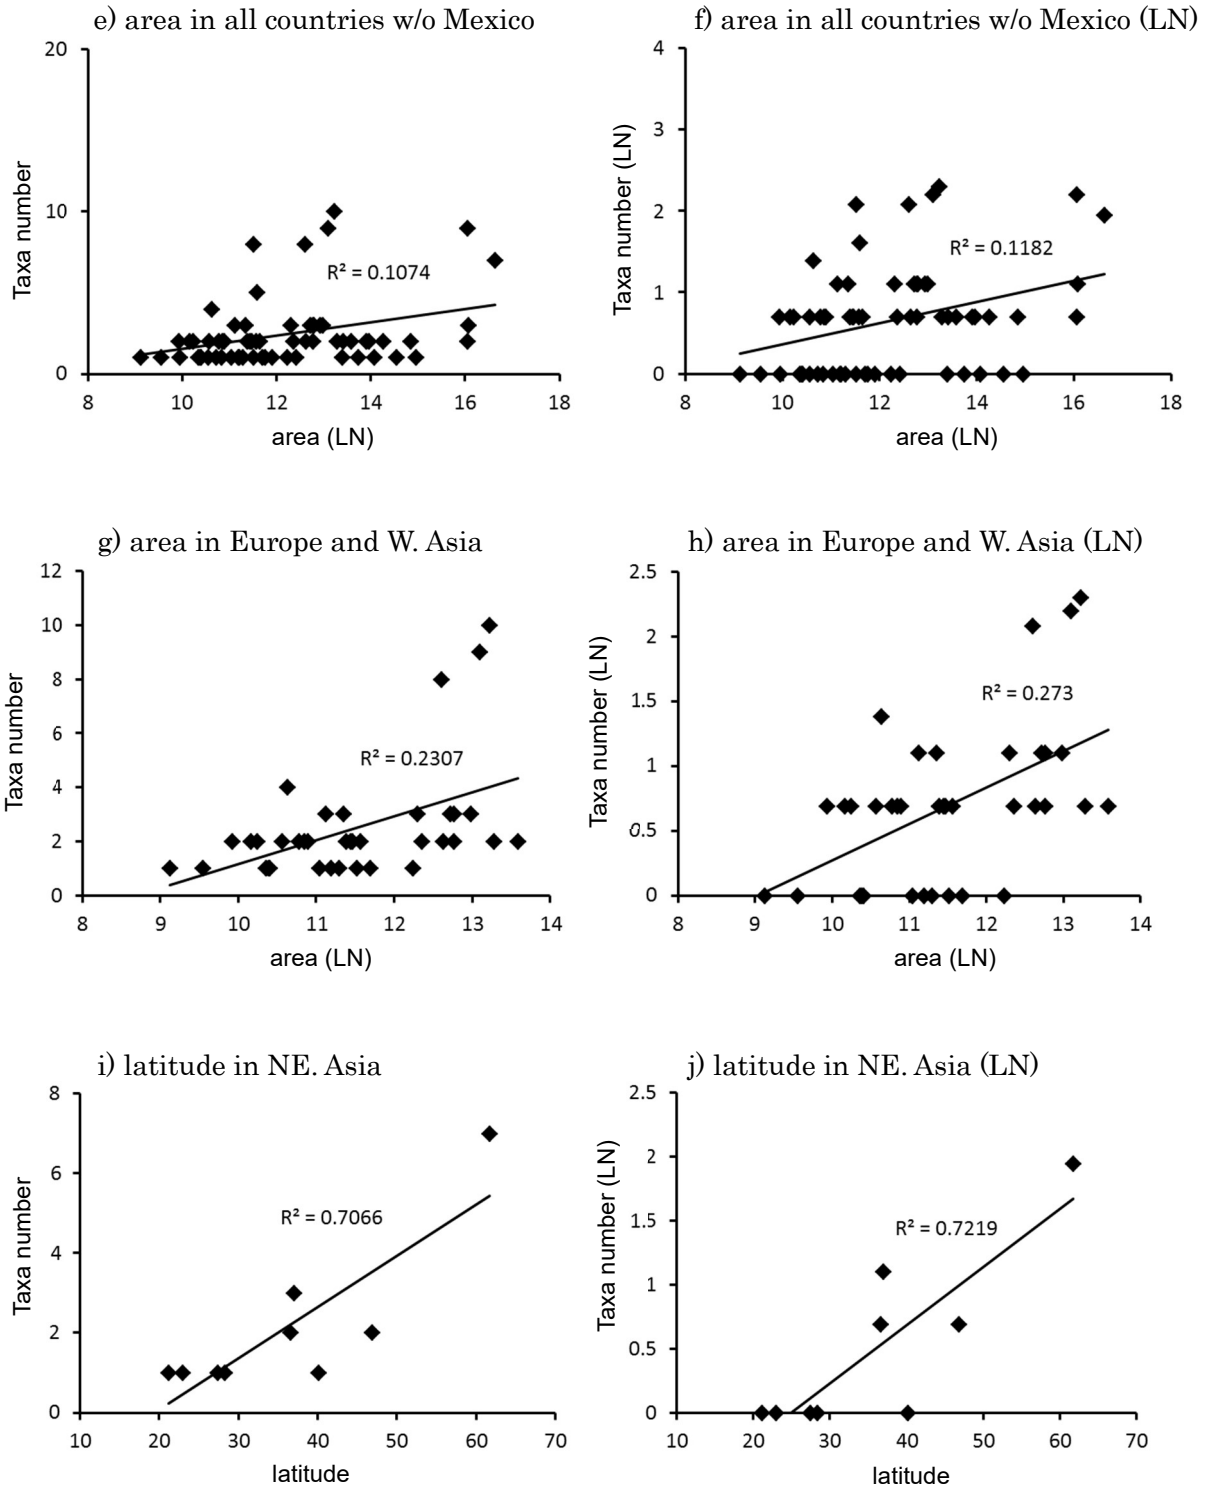 e) area in all countries w/o Mexico
20
10
0
8 10 12 14 16 18
Taxa number
area (LN)
R² = 0.1074
f) area in all countries w/o Mexico (LN)
4
3
2
1
0
8 10 12 14 16 18
Taxa number (LN)
area (LN)
R² = 0.1182
g) area in Europe and W. Asia
12
10
8
6
4
2
0
8 9 10 11 12 13 14
Taxa number
area (LN)
R² = 0.2307
h) area in Europe and W. Asia (LN)
2.5
2
1.5
1
0.5
0
8 9 10 11 12 13 14
Taxa number (LN)
area (LN)
R² = 0.273
i) latitude in NE. Asia
8
6
4
2
0
10 20 30 40 50 60 70
Taxa number
latitude
R² = 0.7066
j) latitude in NE. Asia (LN)
2.5
2
1.5
1
0.5
0
10 20 30 40 50 60 70
Taxa number (LN)
latitude
R² = 0.7219